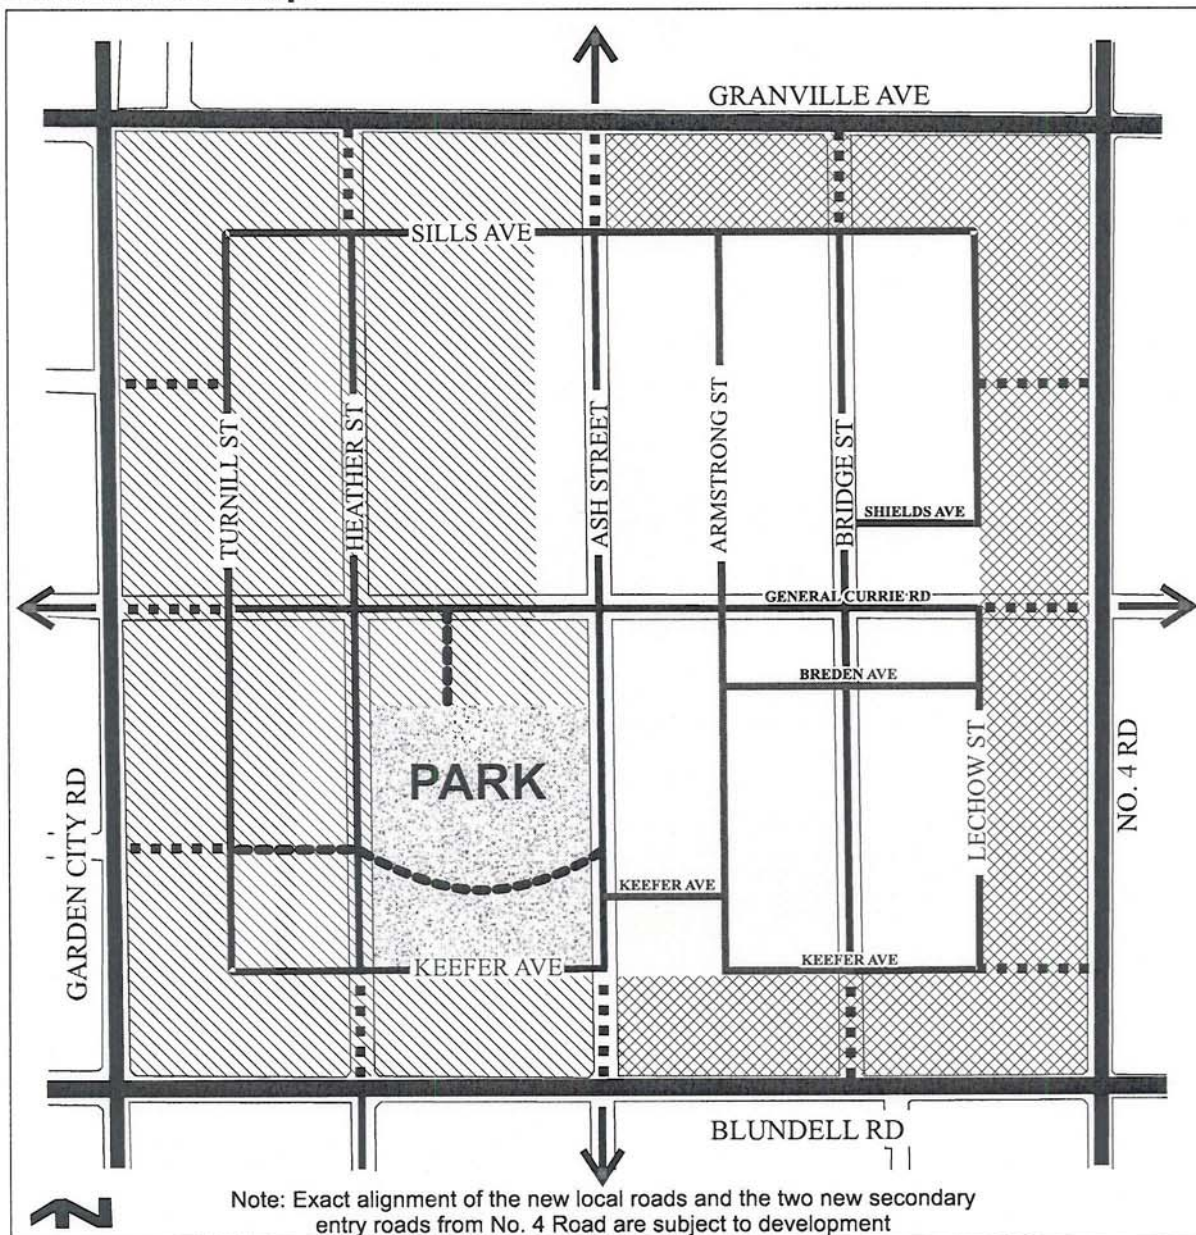 GRANVILLE AVE
SILLS AVE
TURNILL ST
HEATHER ST
ASH STREET
ARMSTRONG ST
BRIDGE ST
SHIELDS AVE
GENERAL CURRIE RD
BREDEN AVE
PARK
LECHOW ST
NO. 4 RD
GARDEN CITY RD
KEEFER AVE
KEEFER AVE
KEEFER AVE
BLUNDELL RD
Note: Exact alignment of the new local roads and the two new secondary
entry roads from No. 4 Road are subject to development